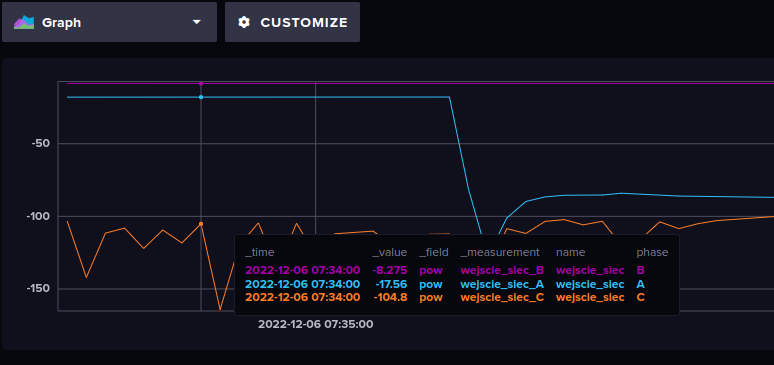 Graph CUSTOMIZE
-50
-100
-150
_time _value _field _measurement name phase
2022-12-06 07:34:00 -8.275 pow wejscie_siec_B wejscie_siec B
2022-12-06 07:34:00 -17.56 pow wejscie_siec_A wejscie_siec A
2022-12-06 07:34:00 -104.8 pow wejscie_siec_C wejscie_siec C
2022-12-06 07:35:00